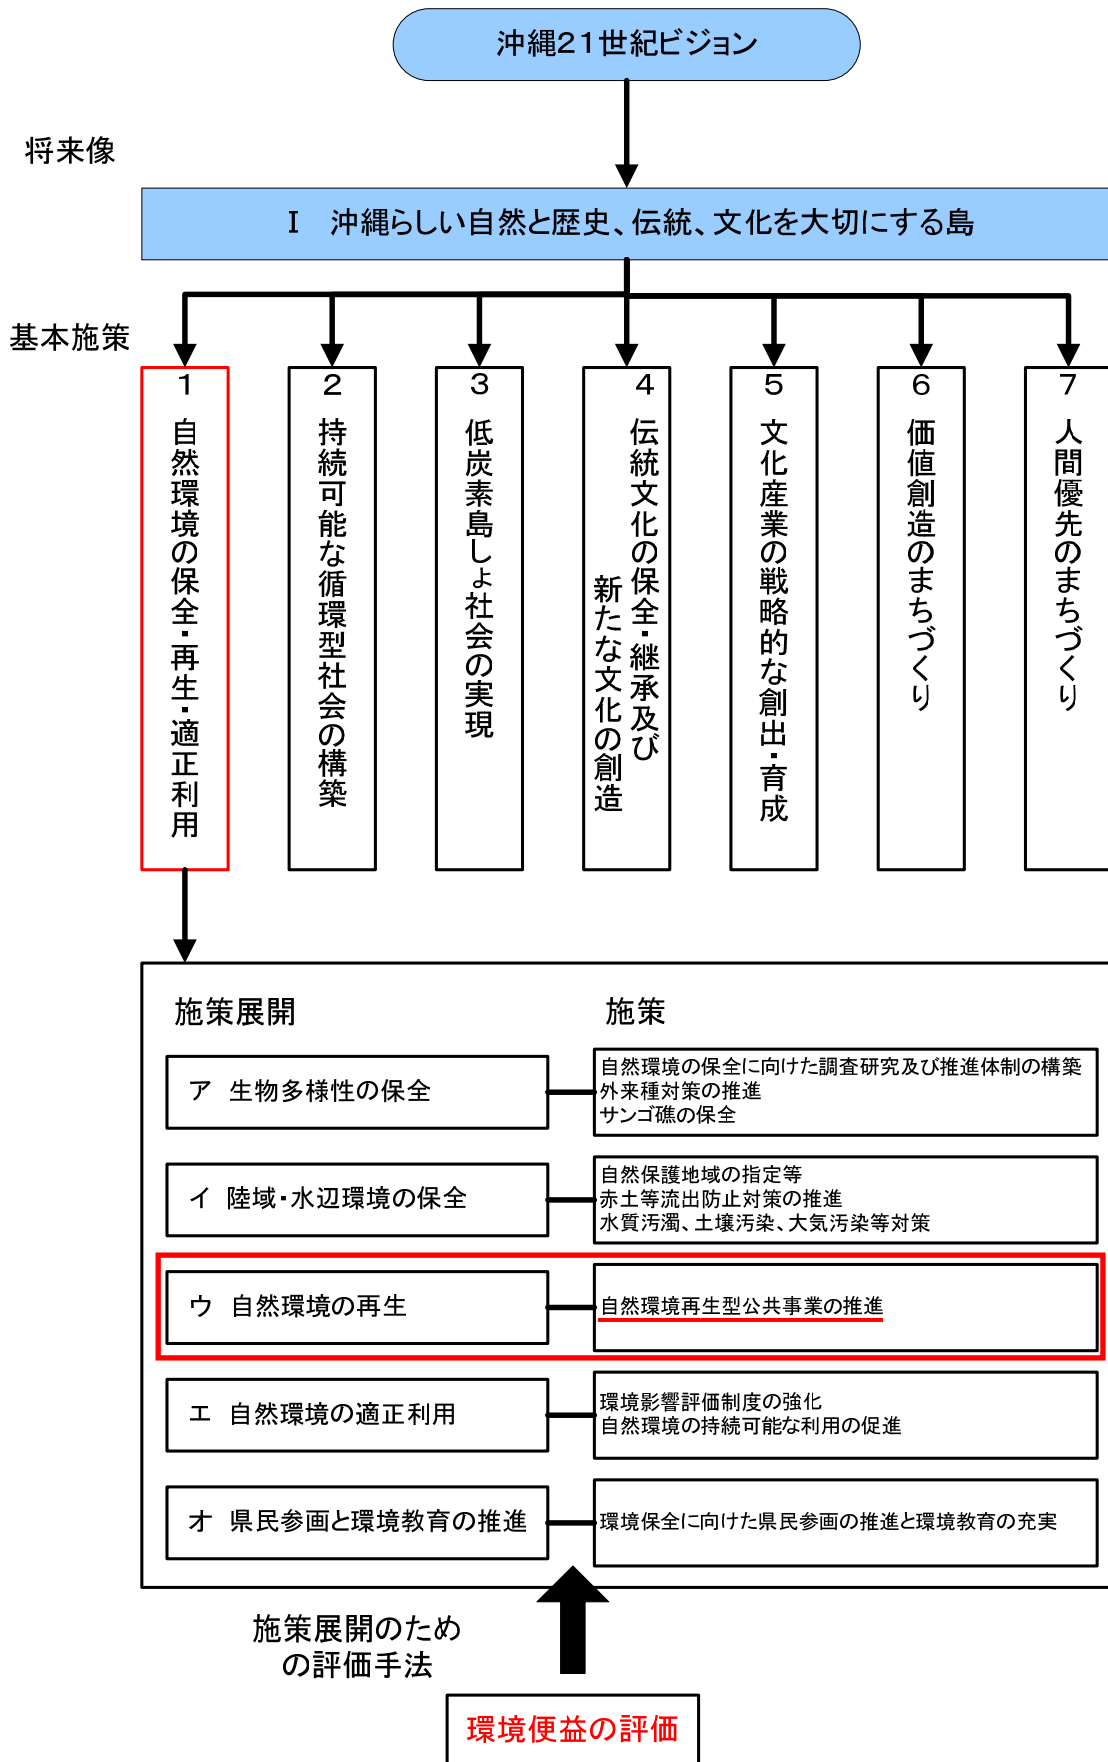 沖縄21世紀ビジョン
将来像
Ⅰ 沖縄らしい自然と歴史、伝統、文化を大切にする島
基本施策
1 自然環境の保全・再生・適正利用
2 持続可能な循環型社会の構築
3 低炭素島しょ社会の実現
4 伝統文化の保全・継承及び
新たな文化の創造
5 文化産業の戦略的な創出・育成
6 価値創造のまちづくり
7 人間優先のまちづくり
施策展開
施策
ア 生物多様性の保全
自然環境の保全に向けた調査研究及び推進体制の構築
外来種対策の推進
サンゴ礁の保全
イ 陸域・水辺環境の保全
自然保護地域の指定等
赤土等流出防止対策の推進
水質汚濁、土壌汚染、大気汚染等対策
ウ 自然環境の再生
自然環境再生型公共事業の推進
エ 自然環境の適正利用
環境影響評価制度の強化
自然環境の持続可能な利用の促進
オ 県民参画と環境教育の推進
環境保全に向けた県民参画の推進と環境教育の充実
施策展開のため
の評価手法
環境便益の評価